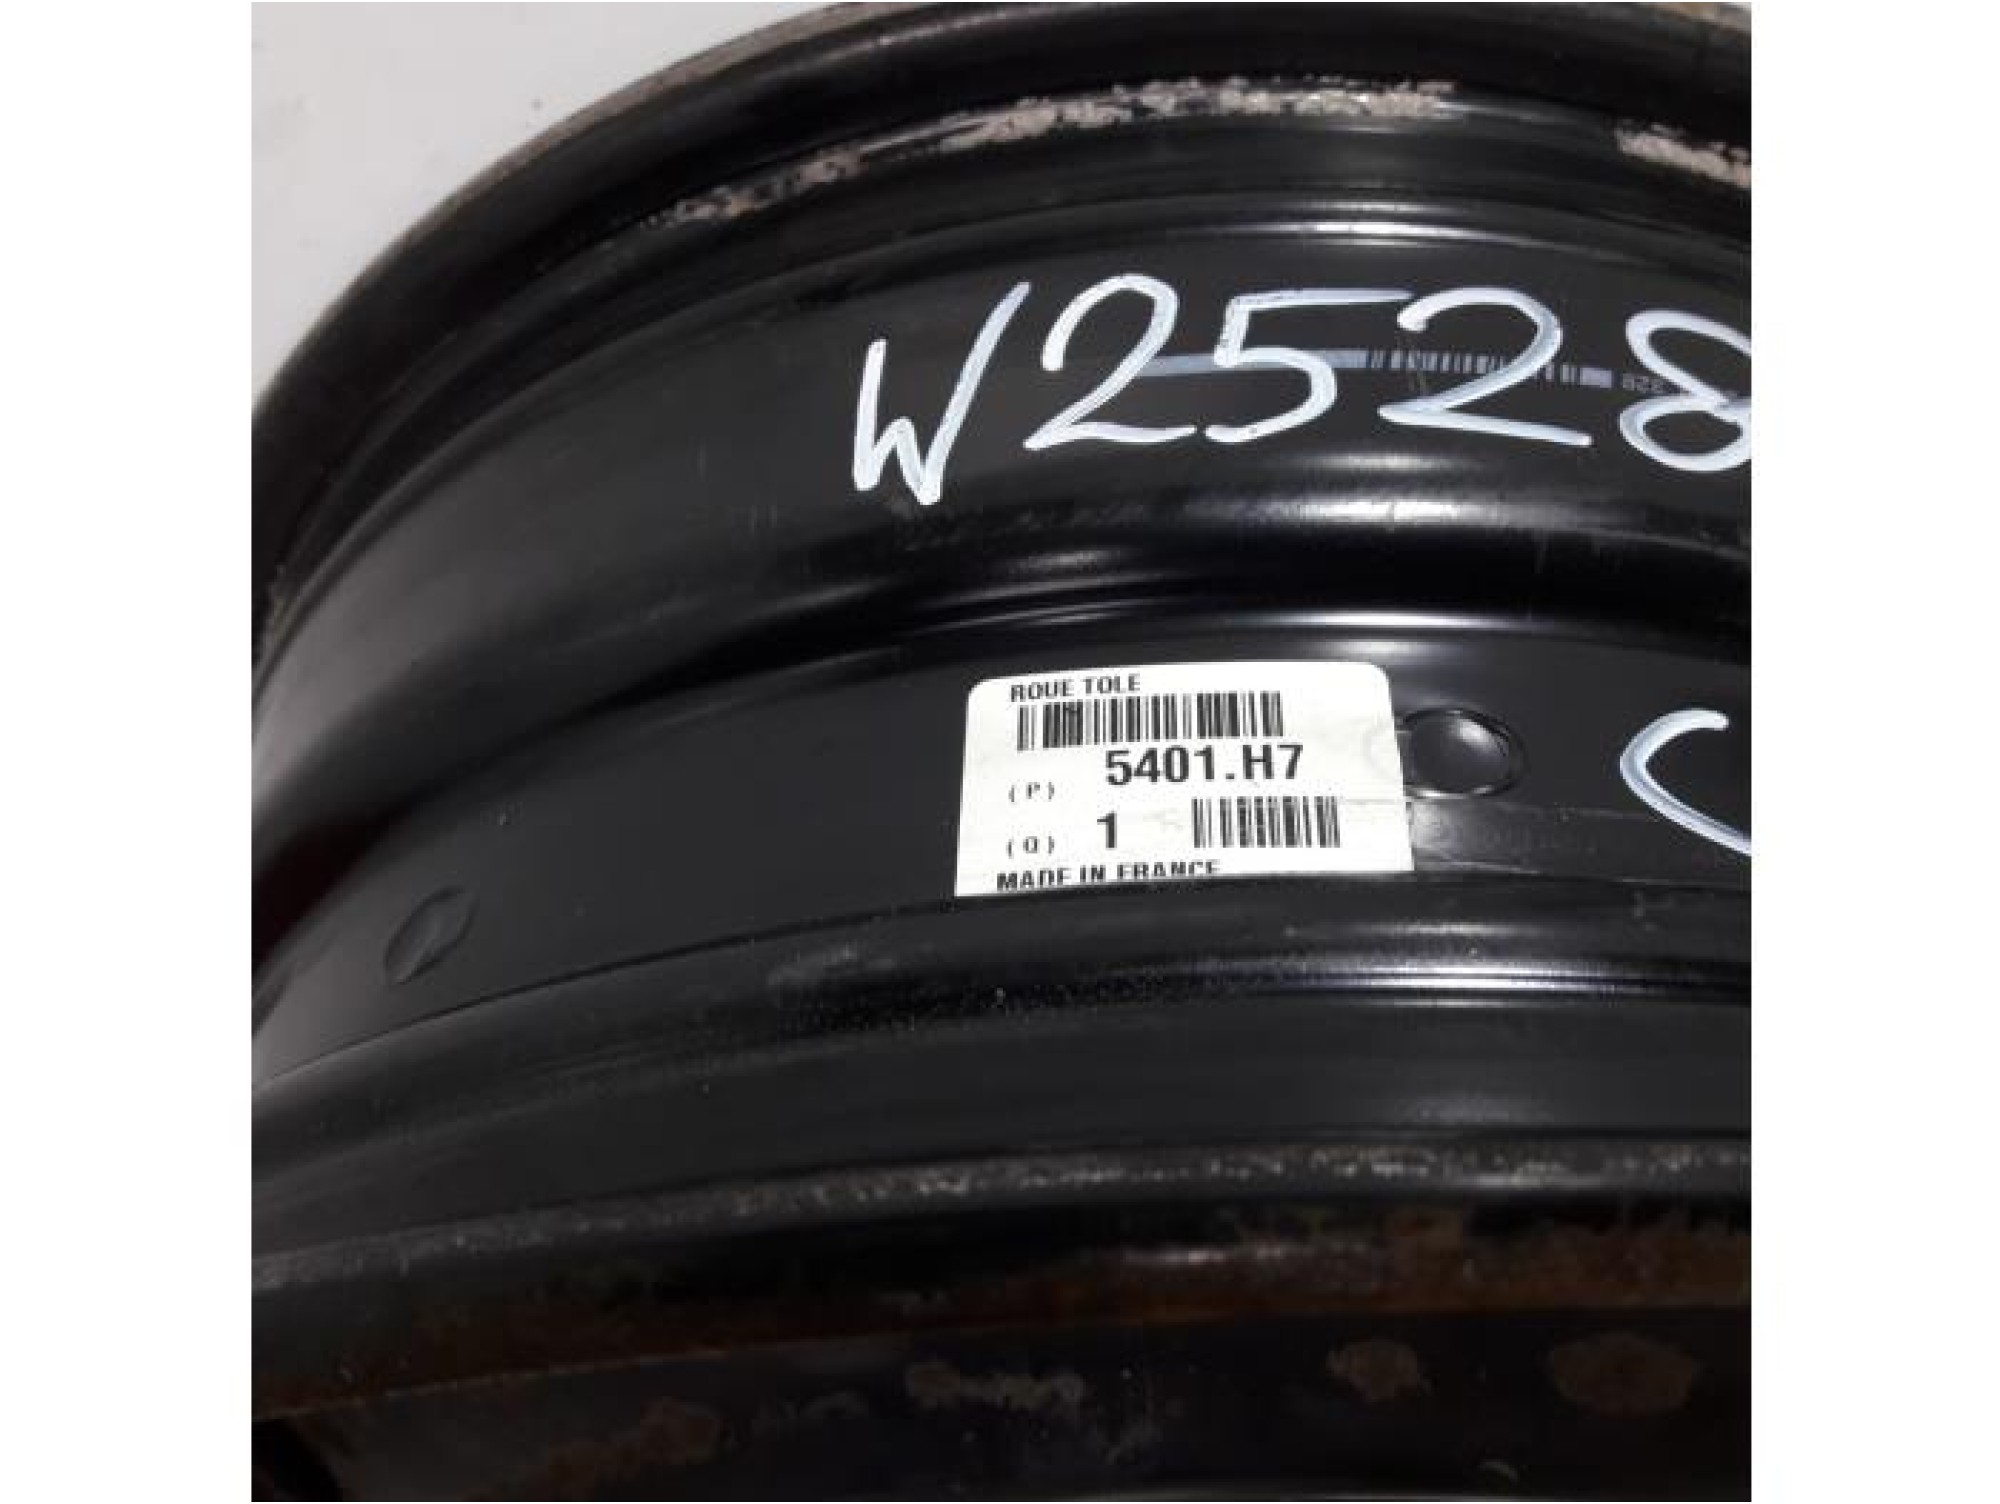 W2528
ROUE TOLE
5401.H7
(P)
(Q) 1
MADE IN FRANCE